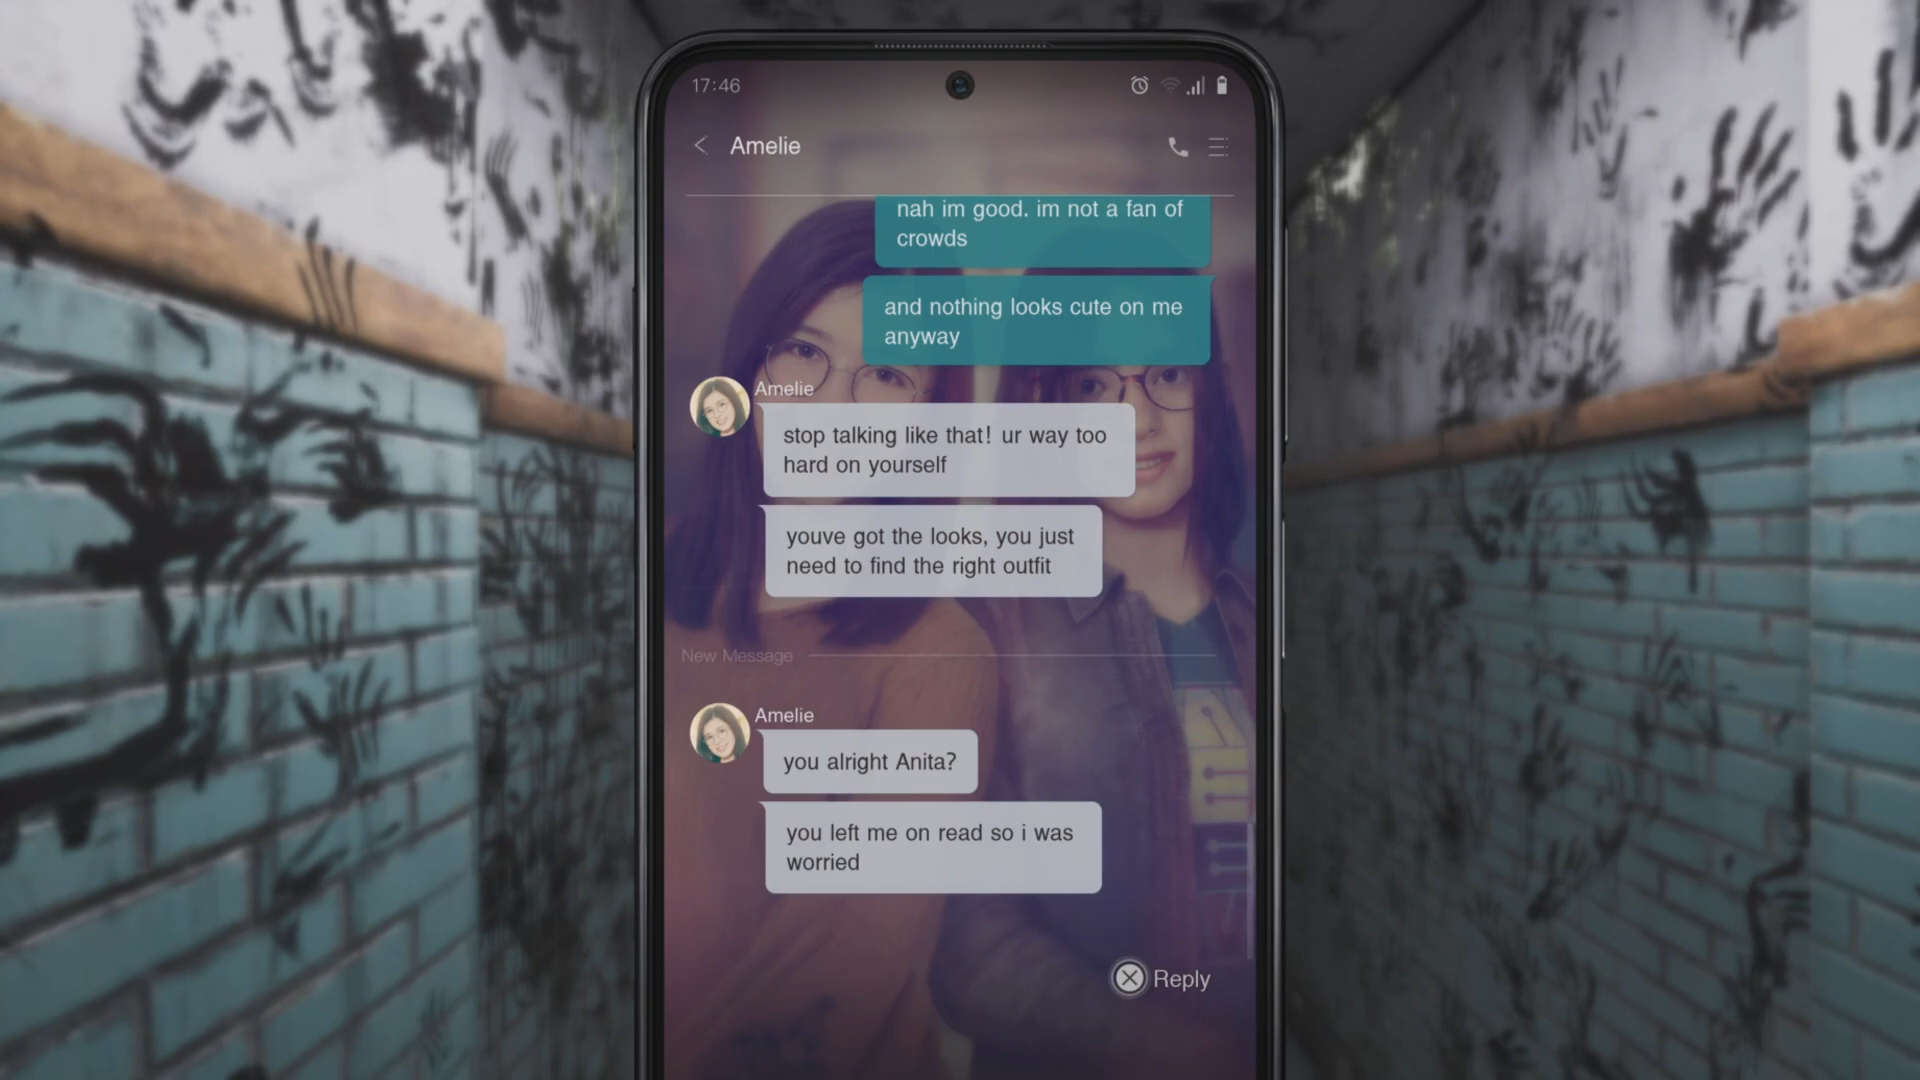 17:46
Amelie
nah im good. im not a fan of
crowds
and nothing looks cute on me
anyway
Amelie
stop talking like that! ur way too
hard on yourself
youve got the looks, you just
need to find the right outfit
New Message
Amelie
you alright Anita?
you left me on read so i was
worried
Reply